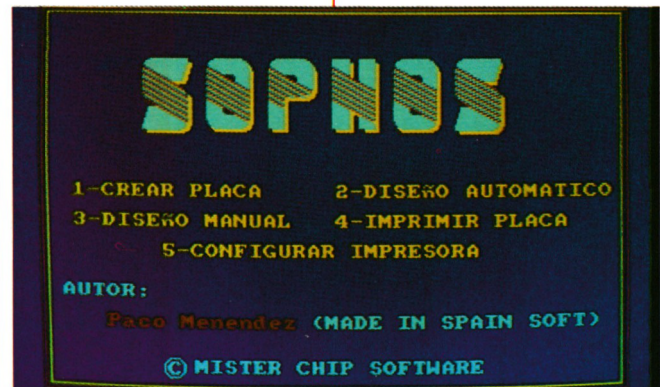 SOPHOS
1-CREAR PLACA 2-DISEÑO AUTOMATICO
3-DISEÑO MANUAL 4-IMPRIMIR PLACA
5-CONFIGURAR IMPRESORA
AUTOR:
Paco Menendez (MADE IN SPAIN SOFT)
© MISTER CHIP SOFTWARE